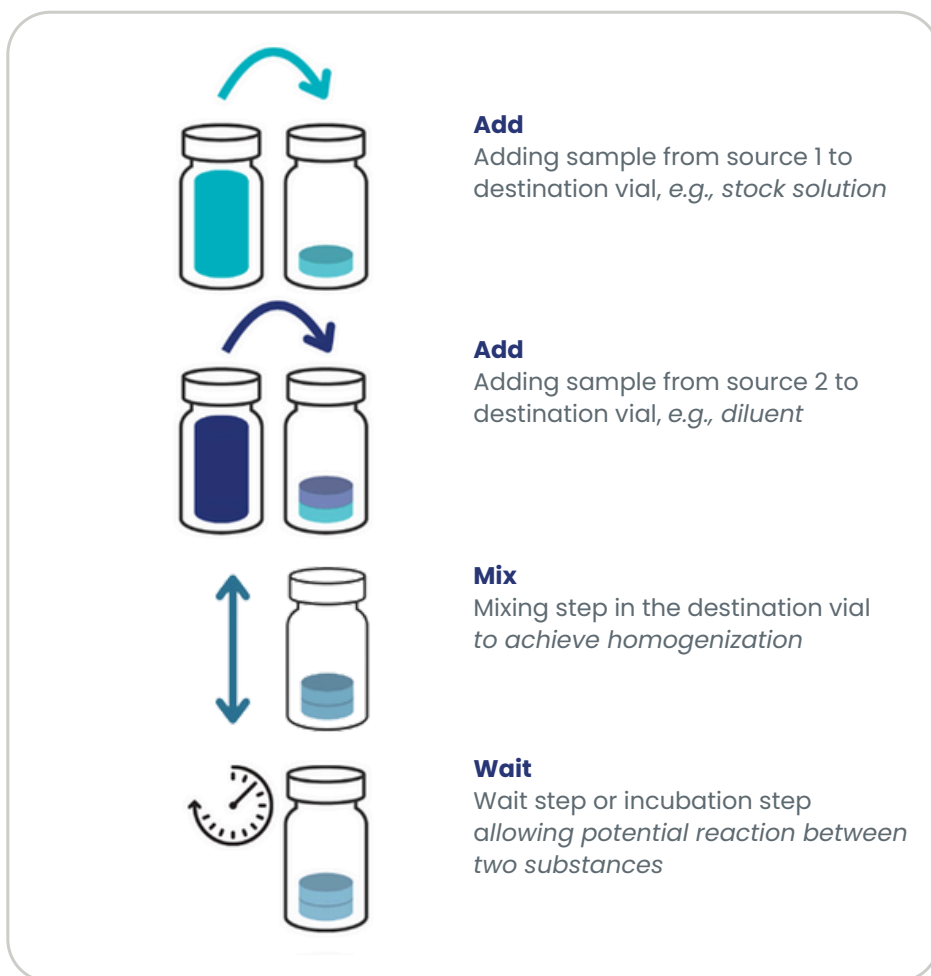 Add
Adding sample from source 1 to
destination vial, e.g., stock solution
Add
Adding sample from source 2 to
destination vial, e.g., diluent
Mix
Mixing step in the destination vial
to achieve homogenization
Wait
Wait step or incubation step
allowing potential reaction between
two substances